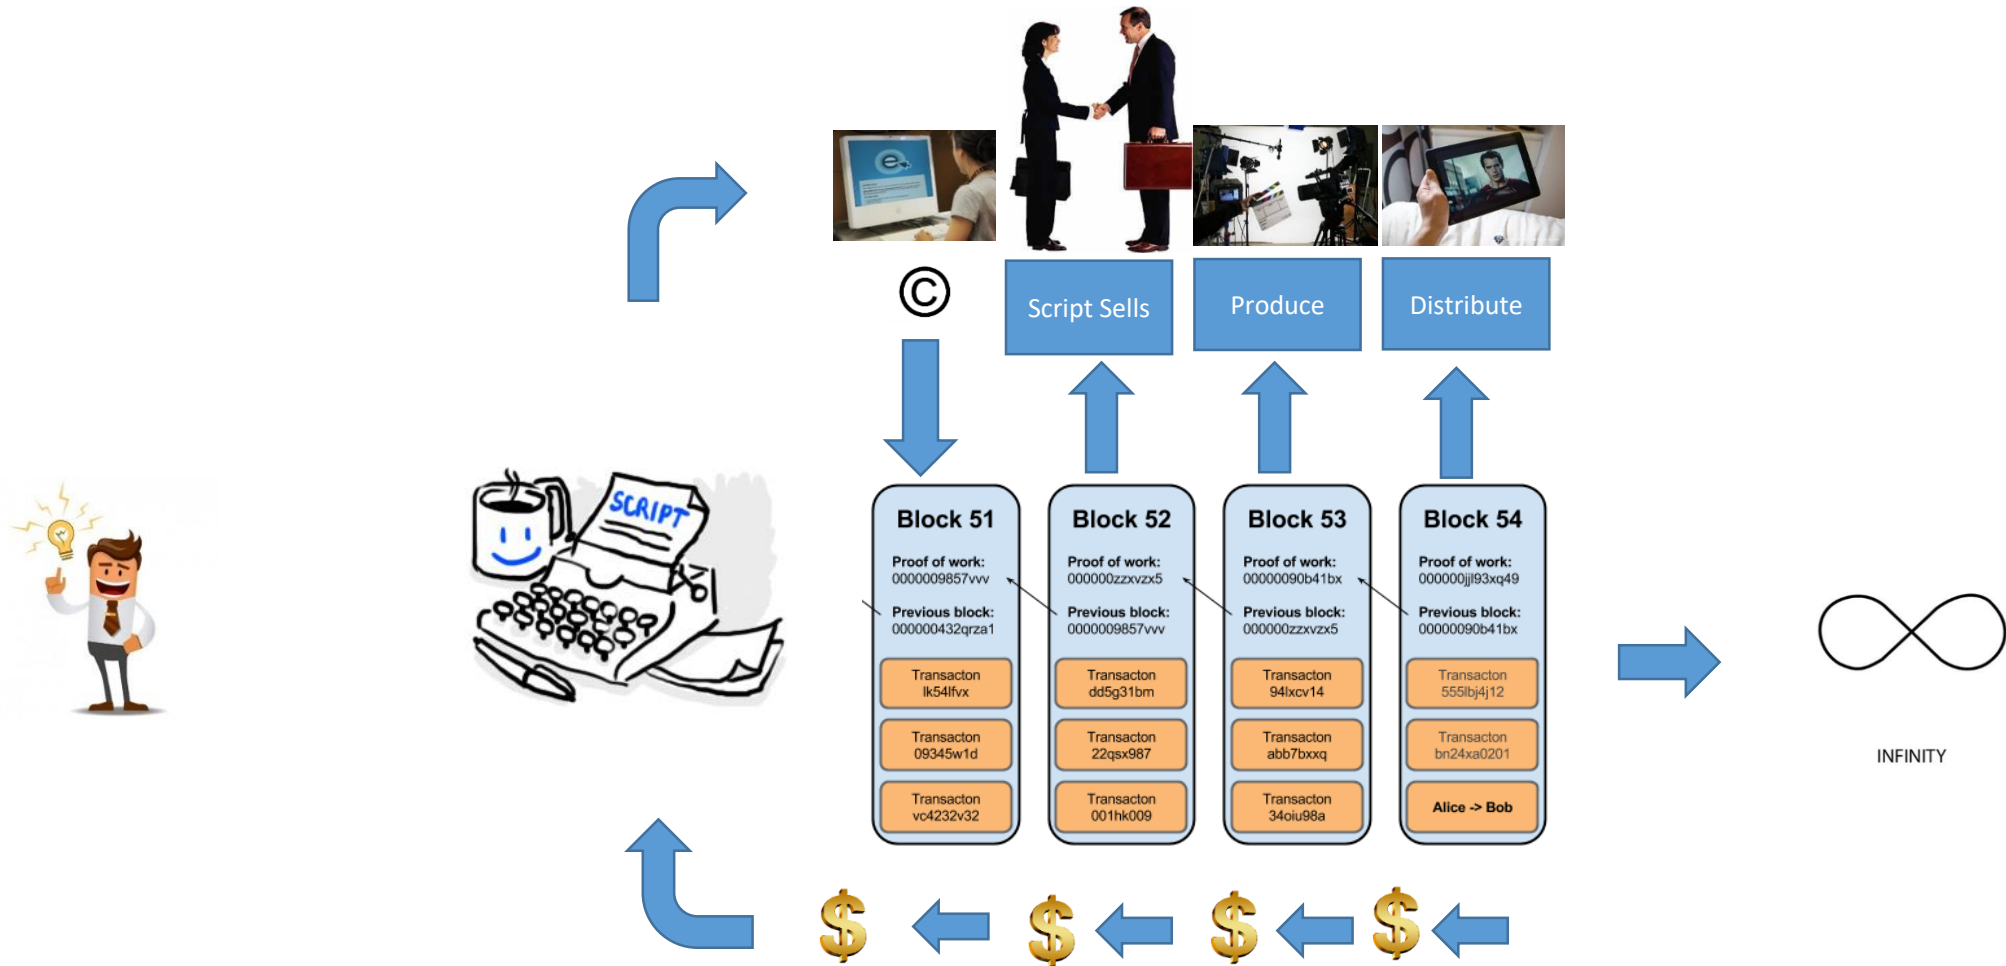 ©
Script Sells
Produce
Distribute
SCRIPT
Block 51
Proof of work:
0000009857vvv
Previous block:
000000432qrza1
Transacton
lk54lfvx
Transacton
09345w1d
Transacton
vc4232v32
Block 52
Proof of work:
000000zzxvzx5
Previous block:
0000009857vvv
Transacton
dd5g31bm
Transacton
22qsx987
Transacton
001hk009
Block 53
Proof of work:
00000090b41bx
Previous block:
000000zzxvzx5
Transacton
94lxcv14
Transacton
abb7bxxq
Transacton
34oiu98a
Block 54
Proof of work:
000000jjl93xq49
Previous block:
00000090b41bx
Transacton
555lbj4j12
Transacton
bn24xa0201
Alice -> Bob
INFINITY
$ $ $ $